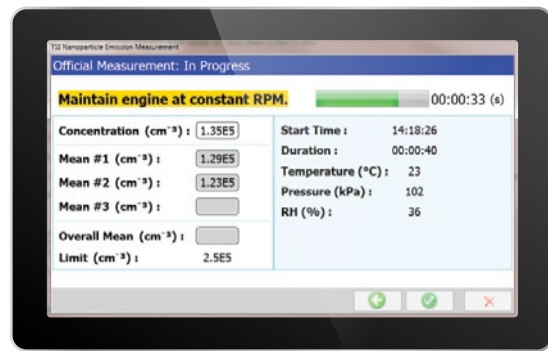 TSI Nanoparticle Emission Measurement
Official Measurement: In Progress
Maintain engine at constant RPM. 00:00:33 (s)
Concentration (cm⁻³) : 1.35E5
Mean #1 (cm⁻³) : 1.29E5
Mean #2 (cm⁻³) : 1.23E5
Mean #3 (cm⁻³) :
Overall Mean (cm⁻³) :
Limit (cm⁻³) : 2.5E5
Start Time : 14:18:26
Duration : 00:00:40
Temperature (°C) : 23
Pressure (kPa) : 102
RH (%) : 36